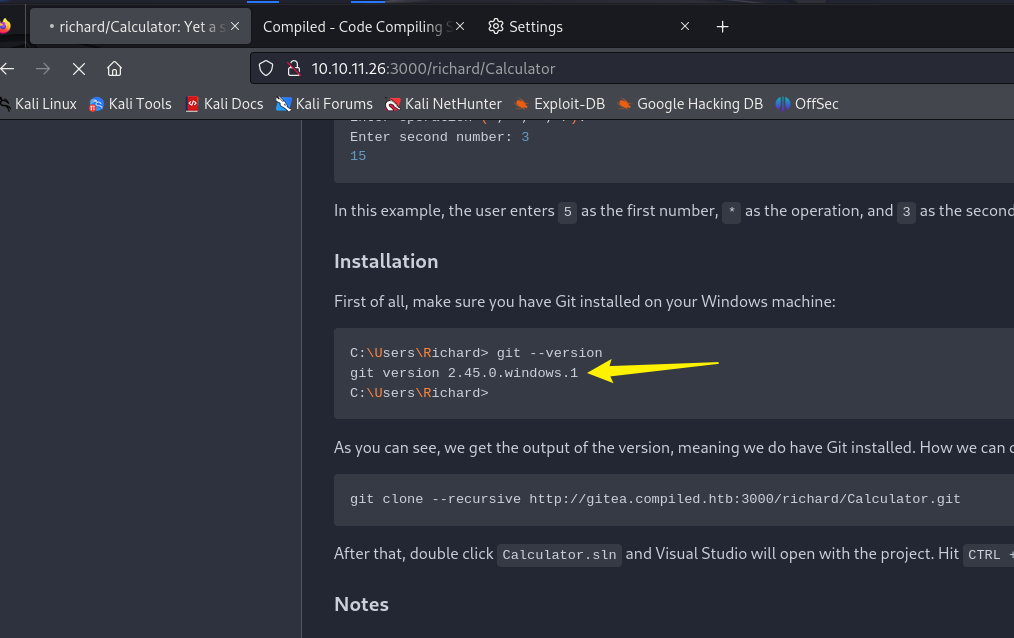 richard/Calculator: Yet a s
Compiled - Code Compiling S
Settings
10.10.11.26:3000/richard/Calculator
Kali Linux Kali Tools Kali Docs Kali Forums Kali NetHunter Exploit-DB Google Hacking DB OffSec
Enter second number: 3
15
In this example, the user enters 5 as the first number, * as the operation, and 3 as the second
Installation
First of all, make sure you have Git installed on your Windows machine:
C:\Users\Richard> git --version
git version 2.45.0.windows.1
C:\Users\Richard>
As you can see, we get the output of the version, meaning we do have Git installed. How we can
git clone --recursive http://gitea.compiled.htb:3000/richard/Calculator.git
After that, double click Calculator.sln and Visual Studio will open with the project. Hit CTRL +
Notes